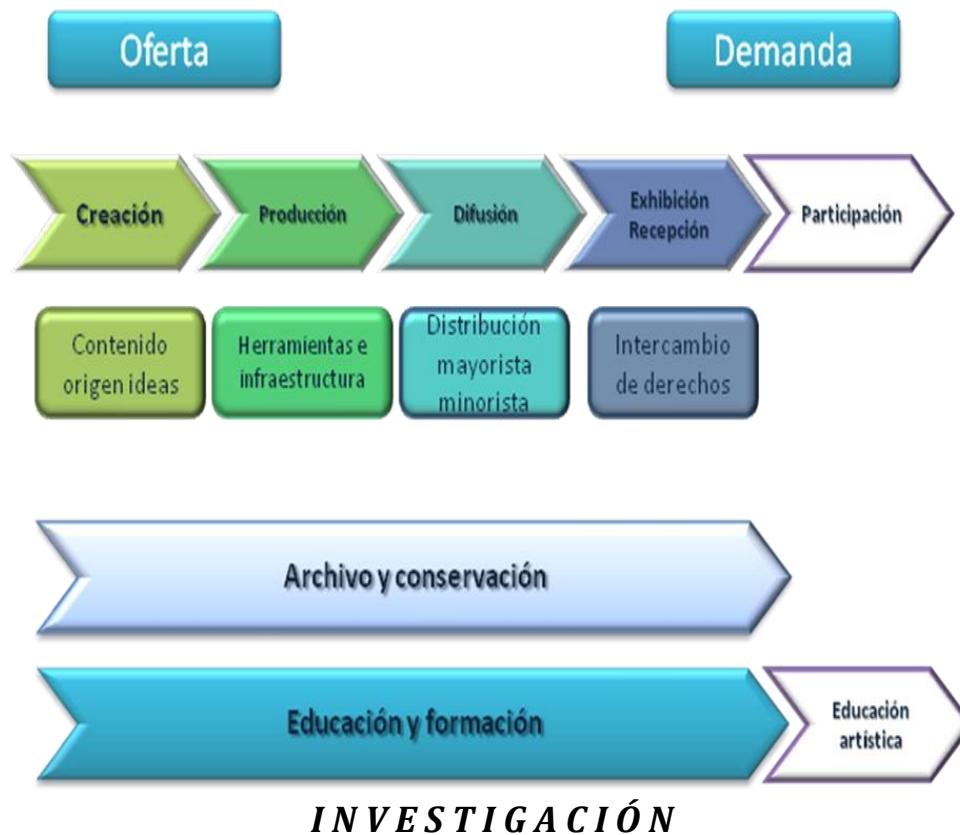 Oferta
Demanda
Creación
Producción
Difusión
Exhibición
Recepción
Participación
Contenido
origen ideas
Herramientas e
infraestructura
Distribución
mayorista
minorista
Intercambio
de derechos
Archivo y conservación
Educación y formación
Educación
artística
INVESTIGACIÓN